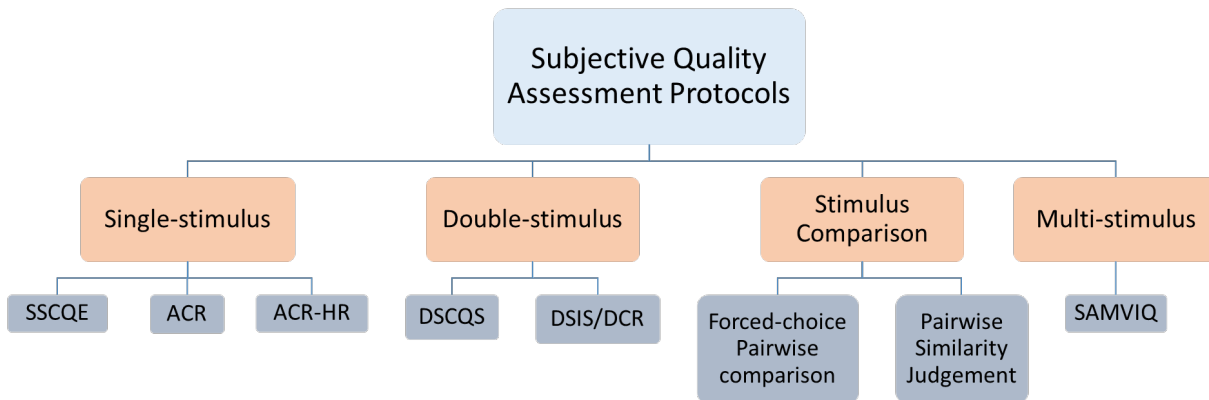 Subjective Quality
Assessment Protocols
Single-stimulus
Double-stimulus
Stimulus
Comparison
Multi-stimulus
SSCQE
ACR
ACR-HR
DSCQS
DSIS/DCR
Forced-choice
Pairwise
comparison
Pairwise
Similarity
Judgement
SAMVIQ